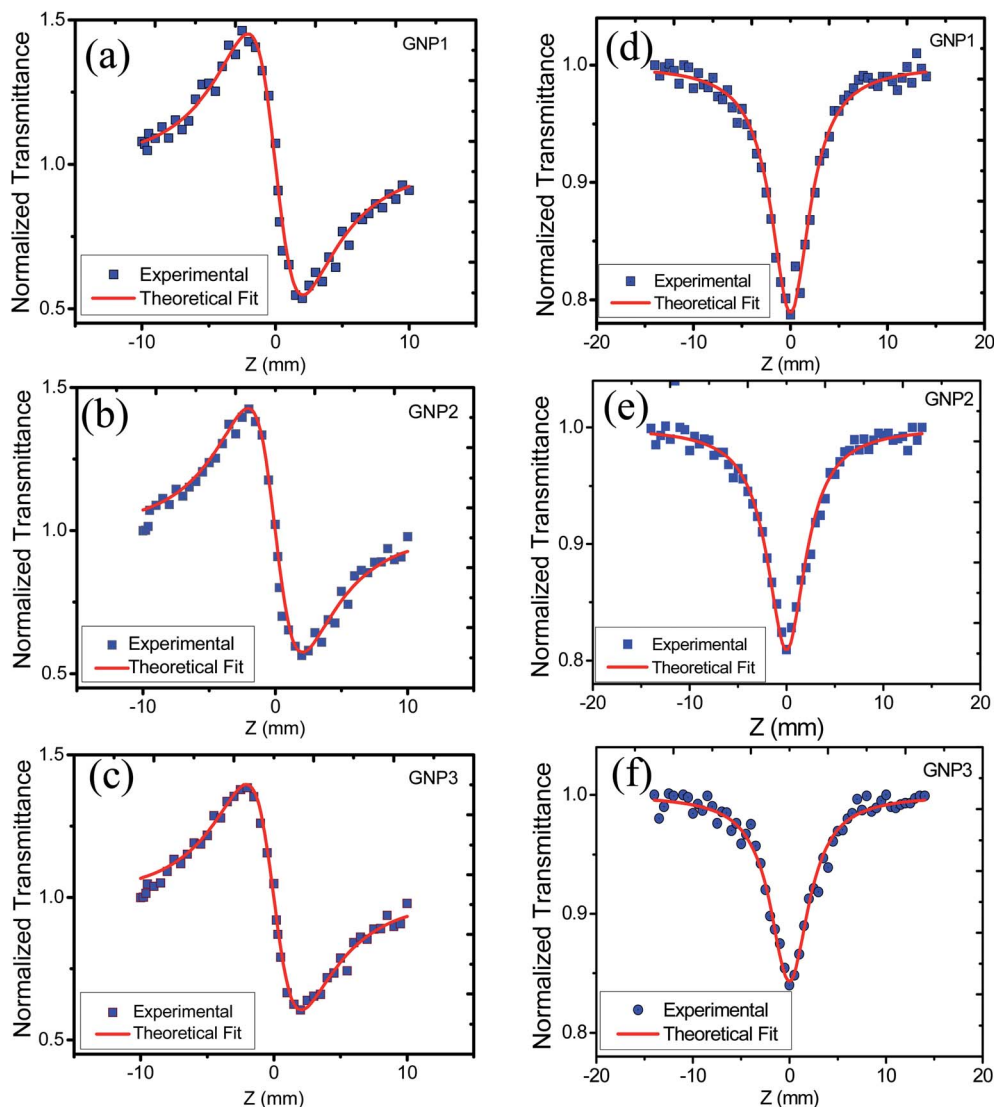 (a)
GNP1
Normalized Transmittance
1.5
1.0
0.5
Experimental
Theoretical Fit
-10
0
10
Z (mm)
(d)
GNP1
Normalized Transmittance
1.0
0.9
0.8
Experimental
Theoretical Fit
-20
-10
0
10
20
Z (mm)
(b)
GNP2
Normalized Transmittance
1.5
1.0
0.5
Experimental
Theoretical Fit
-10
0
10
Z (mm)
(e)
GNP2
Normalized Transmittance
1.0
0.9
0.8
Experimental
Theoretical Fit
-20
-10
0
10
20
Z (mm)
(c)
GNP3
Normalized Transmittance
1.5
1.0
0.5
Experimental
Theoretical Fit
-10
0
10
Z (mm)
(f)
GNP3
Normalized Transmittance
1.0
0.9
0.8
Experimental
Theoretical Fit
-20
-10
0
10
20
Z (mm)